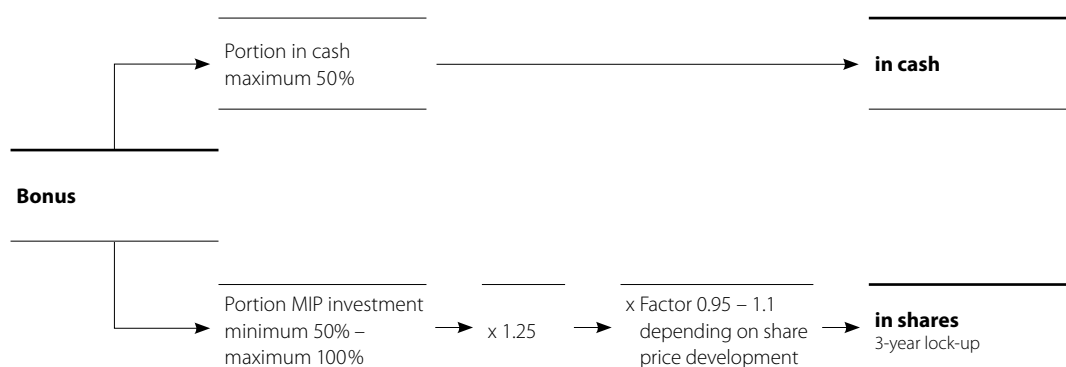 Portion in cash
maximum 50%
in cash
Bonus
Portion MIP investment
minimum 50% –
maximum 100%
x 1.25
x Factor 0.95 – 1.1
depending on share
price development
in shares
3-year lock-up